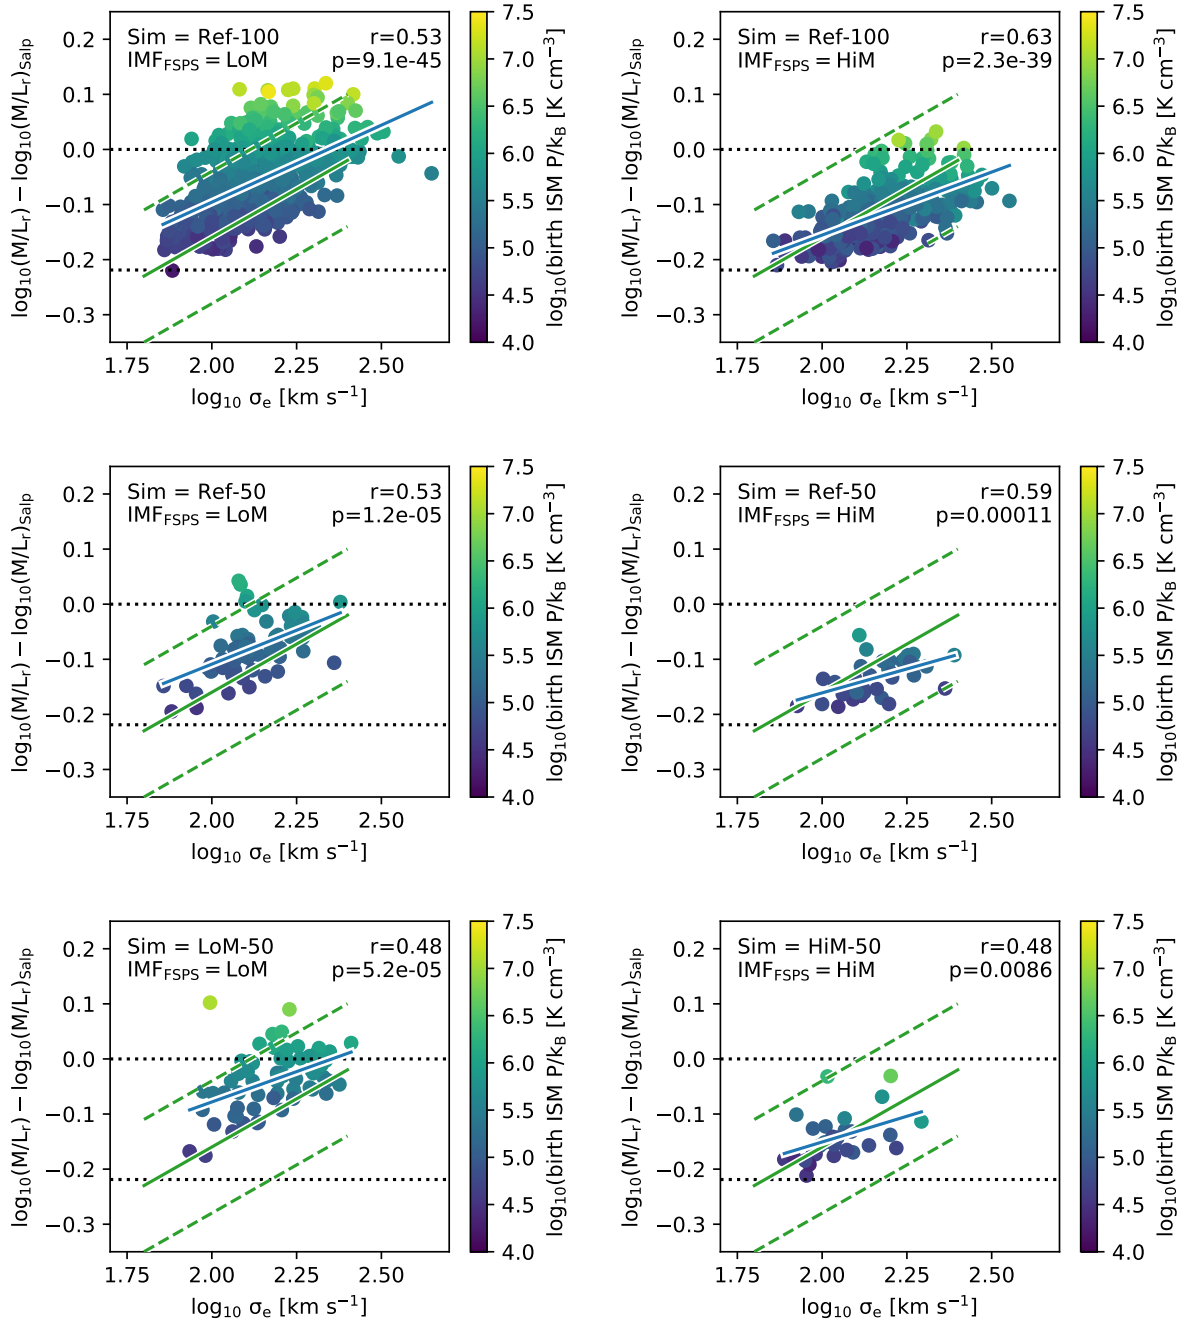 Sim = Ref-100 r=0.53
IMF_FSPS = LoM p=9.1e-45
0.2
0.1
0.0
−0.1
−0.2
−0.3
log₁₀(M/Lᵣ) − log₁₀(M/Lᵣ)_Salp
1.75 2.00 2.25 2.50
log₁₀ σₑ [km s⁻¹]
7.5
7.0
6.5
6.0
5.5
5.0
4.5
4.0
log₁₀(birth ISM P/k_B [K cm⁻³]
Sim = Ref-100 r=0.63
IMF_FSPS = HiM p=2.3e-39
0.2
0.1
0.0
−0.1
−0.2
−0.3
log₁₀(M/Lᵣ) − log₁₀(M/Lᵣ)_Salp
1.75 2.00 2.25 2.50
log₁₀ σₑ [km s⁻¹]
7.5
7.0
6.5
6.0
5.5
5.0
4.5
4.0
log₁₀(birth ISM P/k_B [K cm⁻³]
Sim = Ref-50 r=0.53
IMF_FSPS = LoM p=1.2e-05
0.2
0.1
0.0
−0.1
−0.2
−0.3
log₁₀(M/Lᵣ) − log₁₀(M/Lᵣ)_Salp
1.75 2.00 2.25 2.50
log₁₀ σₑ [km s⁻¹]
7.5
7.0
6.5
6.0
5.5
5.0
4.5
4.0
log₁₀(birth ISM P/k_B [K cm⁻³]
Sim = Ref-50 r=0.59
IMF_FSPS = HiM p=0.00011
0.2
0.1
0.0
−0.1
−0.2
−0.3
log₁₀(M/Lᵣ) − log₁₀(M/Lᵣ)_Salp
1.75 2.00 2.25 2.50
log₁₀ σₑ [km s⁻¹]
7.5
7.0
6.5
6.0
5.5
5.0
4.5
4.0
log₁₀(birth ISM P/k_B [K cm⁻³]
Sim = LoM-50 r=0.48
IMF_FSPS = LoM p=5.2e-05
0.2
0.1
0.0
−0.1
−0.2
−0.3
log₁₀(M/Lᵣ) − log₁₀(M/Lᵣ)_Salp
1.75 2.00 2.25 2.50
log₁₀ σₑ [km s⁻¹]
7.5
7.0
6.5
6.0
5.5
5.0
4.5
4.0
log₁₀(birth ISM P/k_B [K cm⁻³]
Sim = HiM-50 r=0.48
IMF_FSPS = HiM p=0.0086
0.2
0.1
0.0
−0.1
−0.2
−0.3
log₁₀(M/Lᵣ) − log₁₀(M/Lᵣ)_Salp
1.75 2.00 2.25 2.50
log₁₀ σₑ [km s⁻¹]
7.5
7.0
6.5
6.0
5.5
5.0
4.5
4.0
log₁₀(birth ISM P/k_B [K cm⁻³]